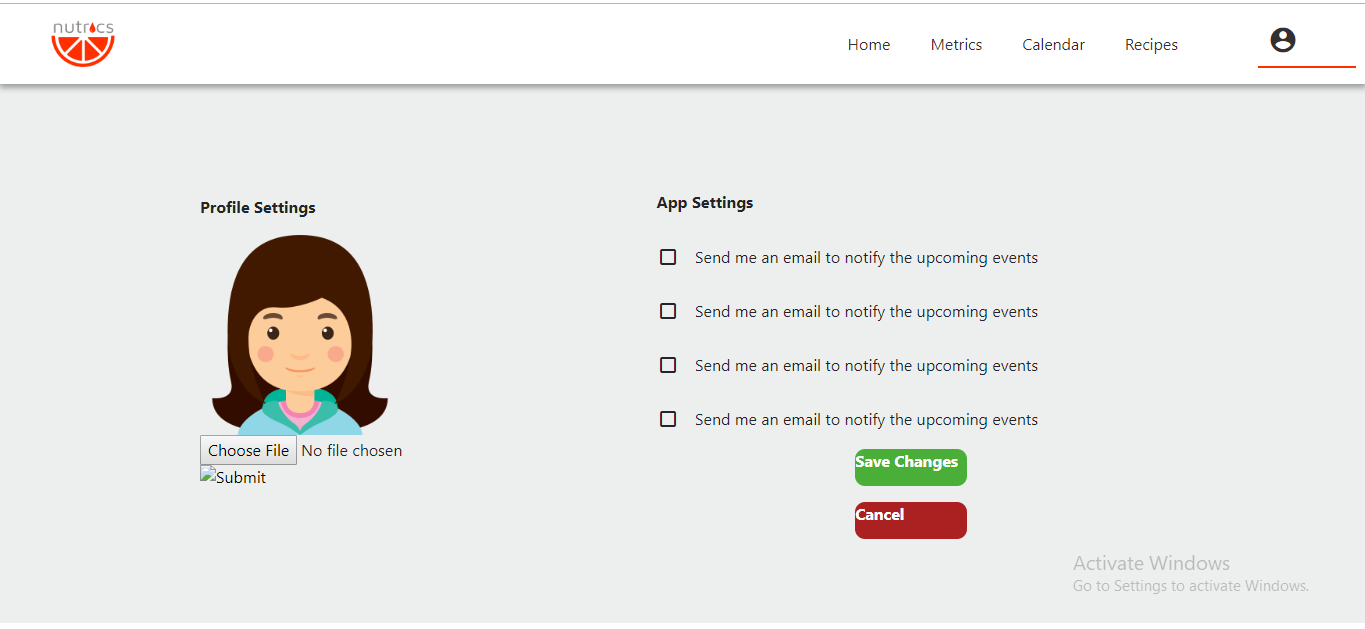 nutrics
Home Metrics Calendar Recipes
Profile Settings
Choose File No file chosen
Submit
App Settings
Send me an email to notify the upcoming events
Send me an email to notify the upcoming events
Send me an email to notify the upcoming events
Send me an email to notify the upcoming events
Save Changes
Cancel
Activate Windows
Go to Settings to activate Windows.